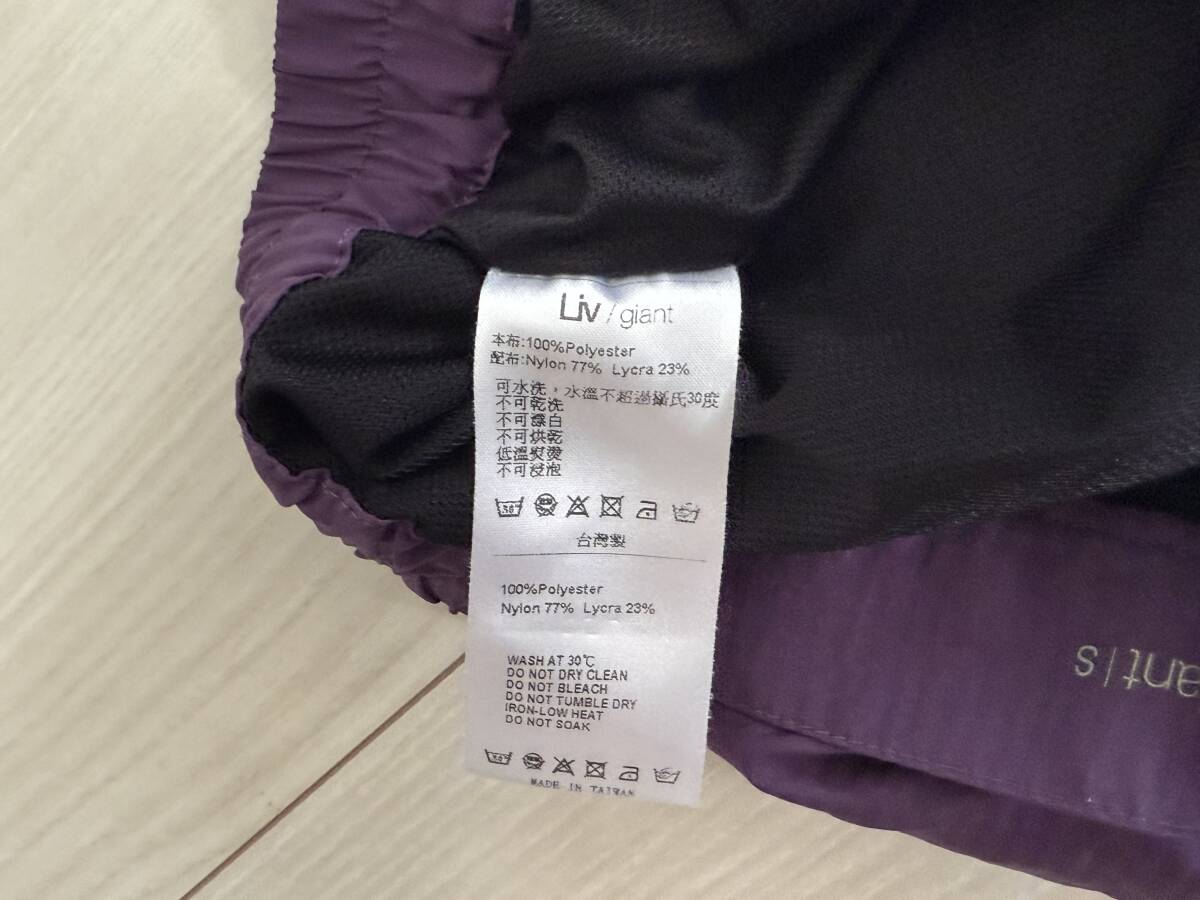 Liv / giant
本布:100%Polyester
配布:Nylon 77% Lycra 23%
可水洗，水溫不超過攝氏30度
不可乾洗
不可漂白
不可烘乾
低溫熨燙
不可浸泡
30°
台灣製
100%Polyester
Nylon 77% Lycra 23%
WASH AT 30℃
DO NOT DRY CLEAN
DO NOT BLEACH
DO NOT TUMBLE DRY
IRON-LOW HEAT
DO NOT SOAK
30°
MADE IN TAIWAN
ant/s